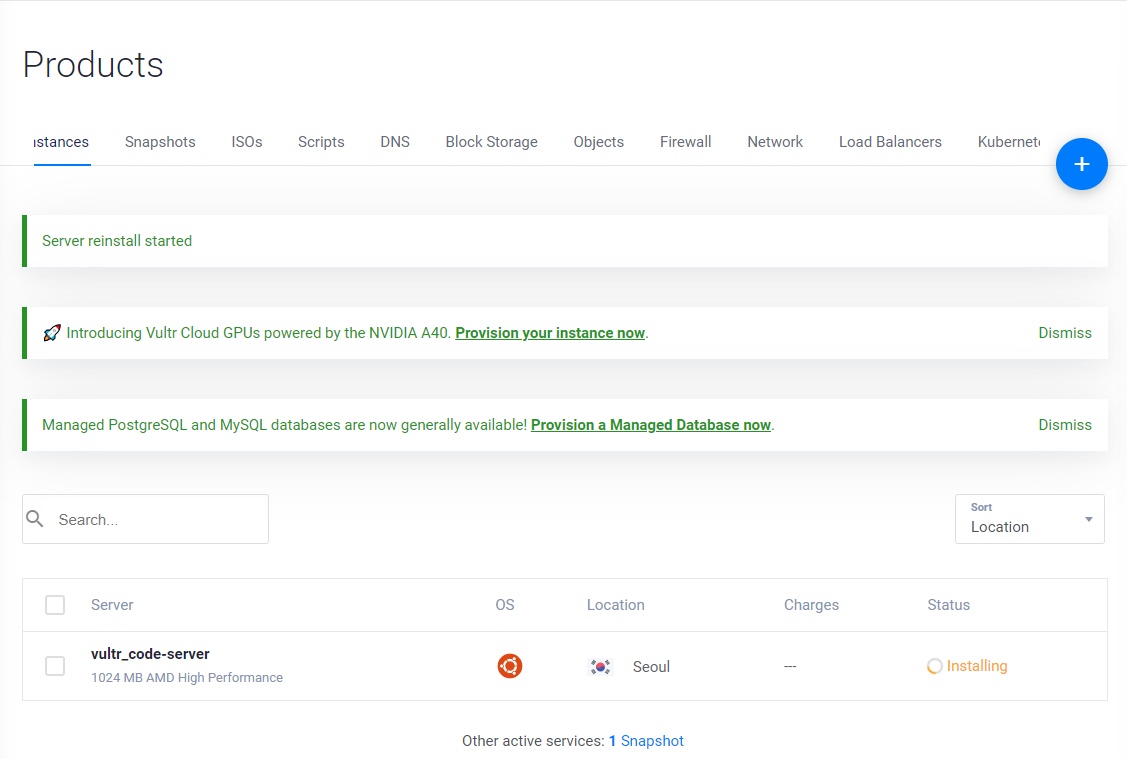 Products
nstances Snapshots ISOs Scripts DNS Block Storage Objects Firewall Network Load Balancers Kubernete
+
Server reinstall started
🚀 Introducing Vultr Cloud GPUs powered by the NVIDIA A40. Provision your instance now. Dismiss
Managed PostgreSQL and MySQL databases are now generally available! Provision a Managed Database now. Dismiss
Search...
Sort
Location
Server OS Location Charges Status
vultr_code-server
1024 MB AMD High Performance
Seoul --- Installing
Other active services: 1 Snapshot